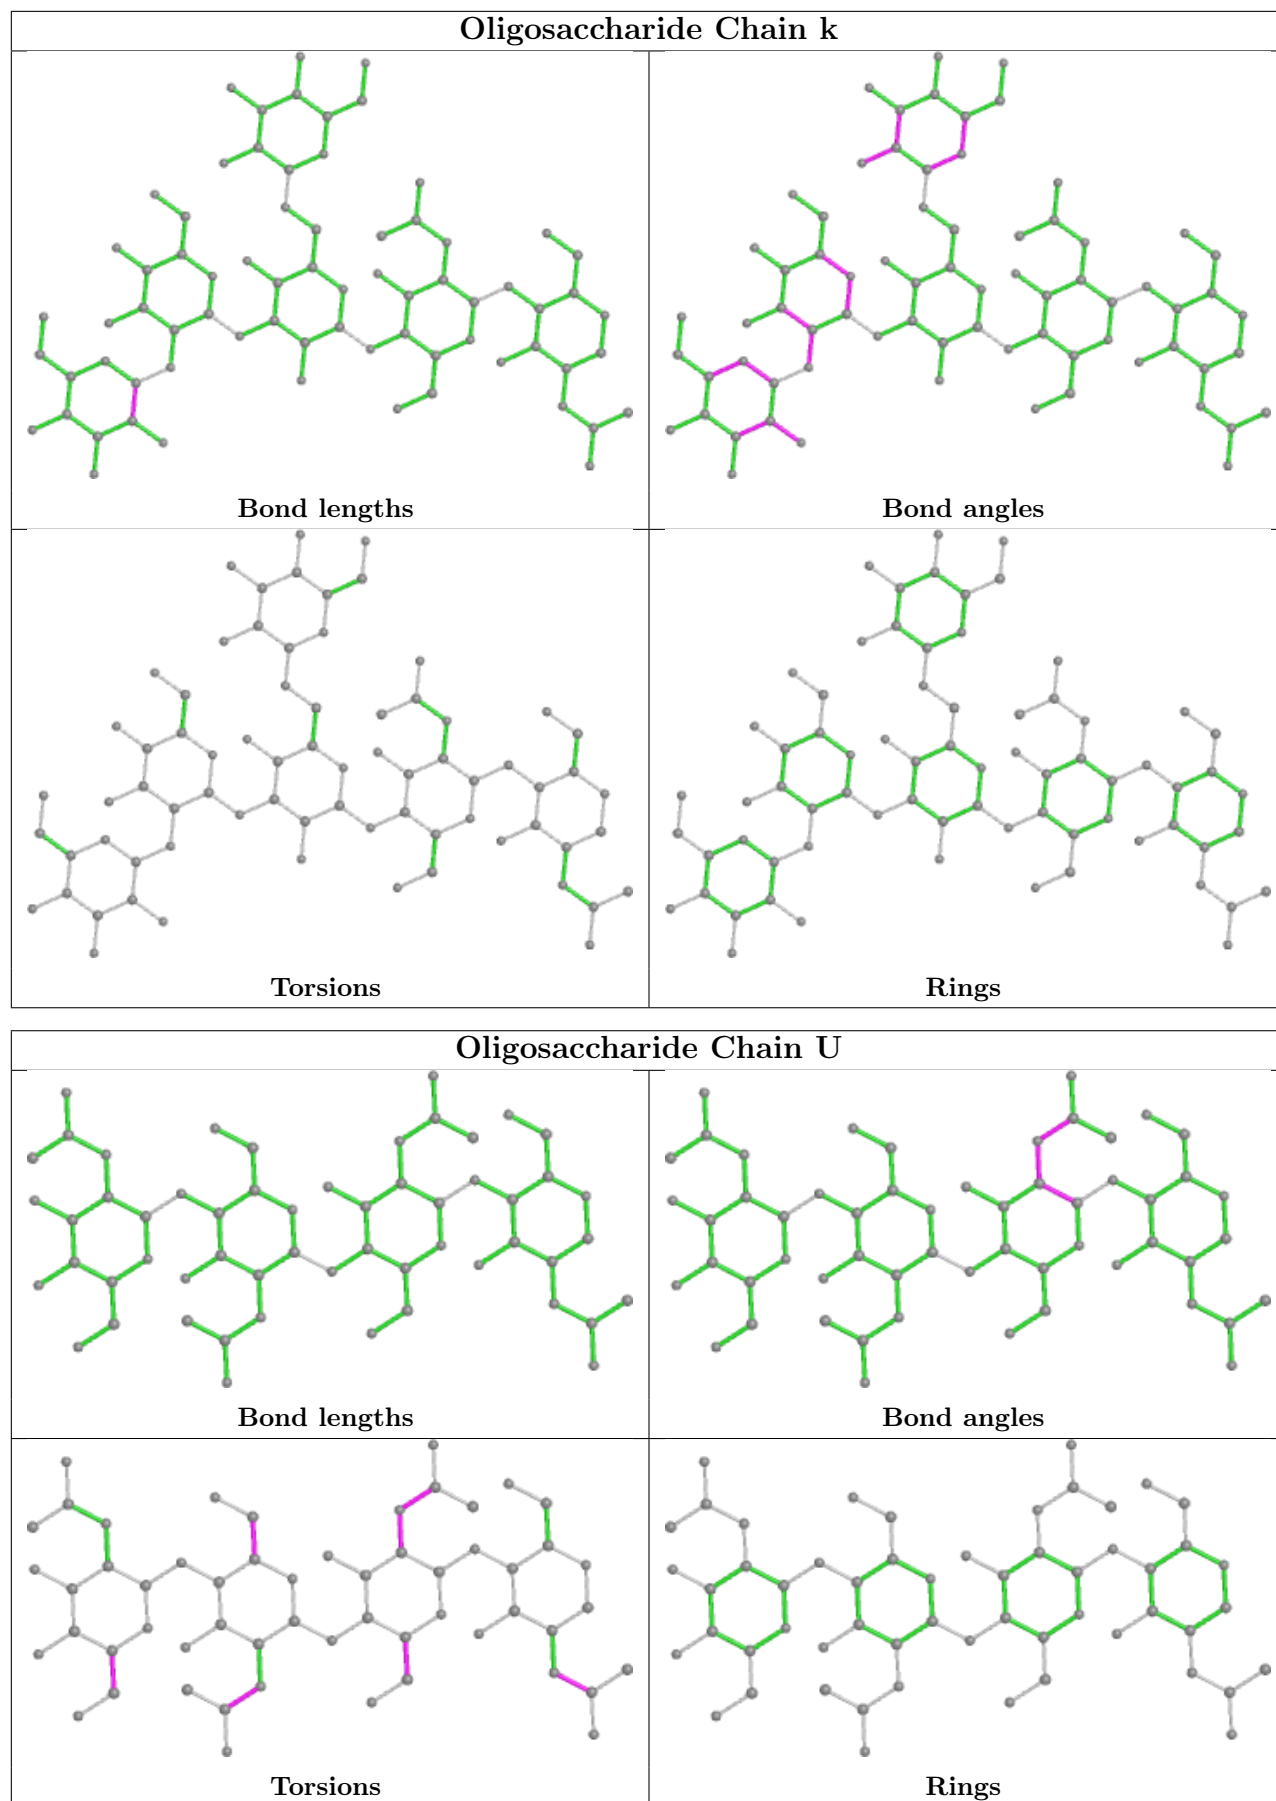 Oligosaccharide Chain k
Bond lengths
Bond angles
Torsions
Rings
Oligosaccharide Chain U
Bond lengths
Bond angles
Torsions
Rings